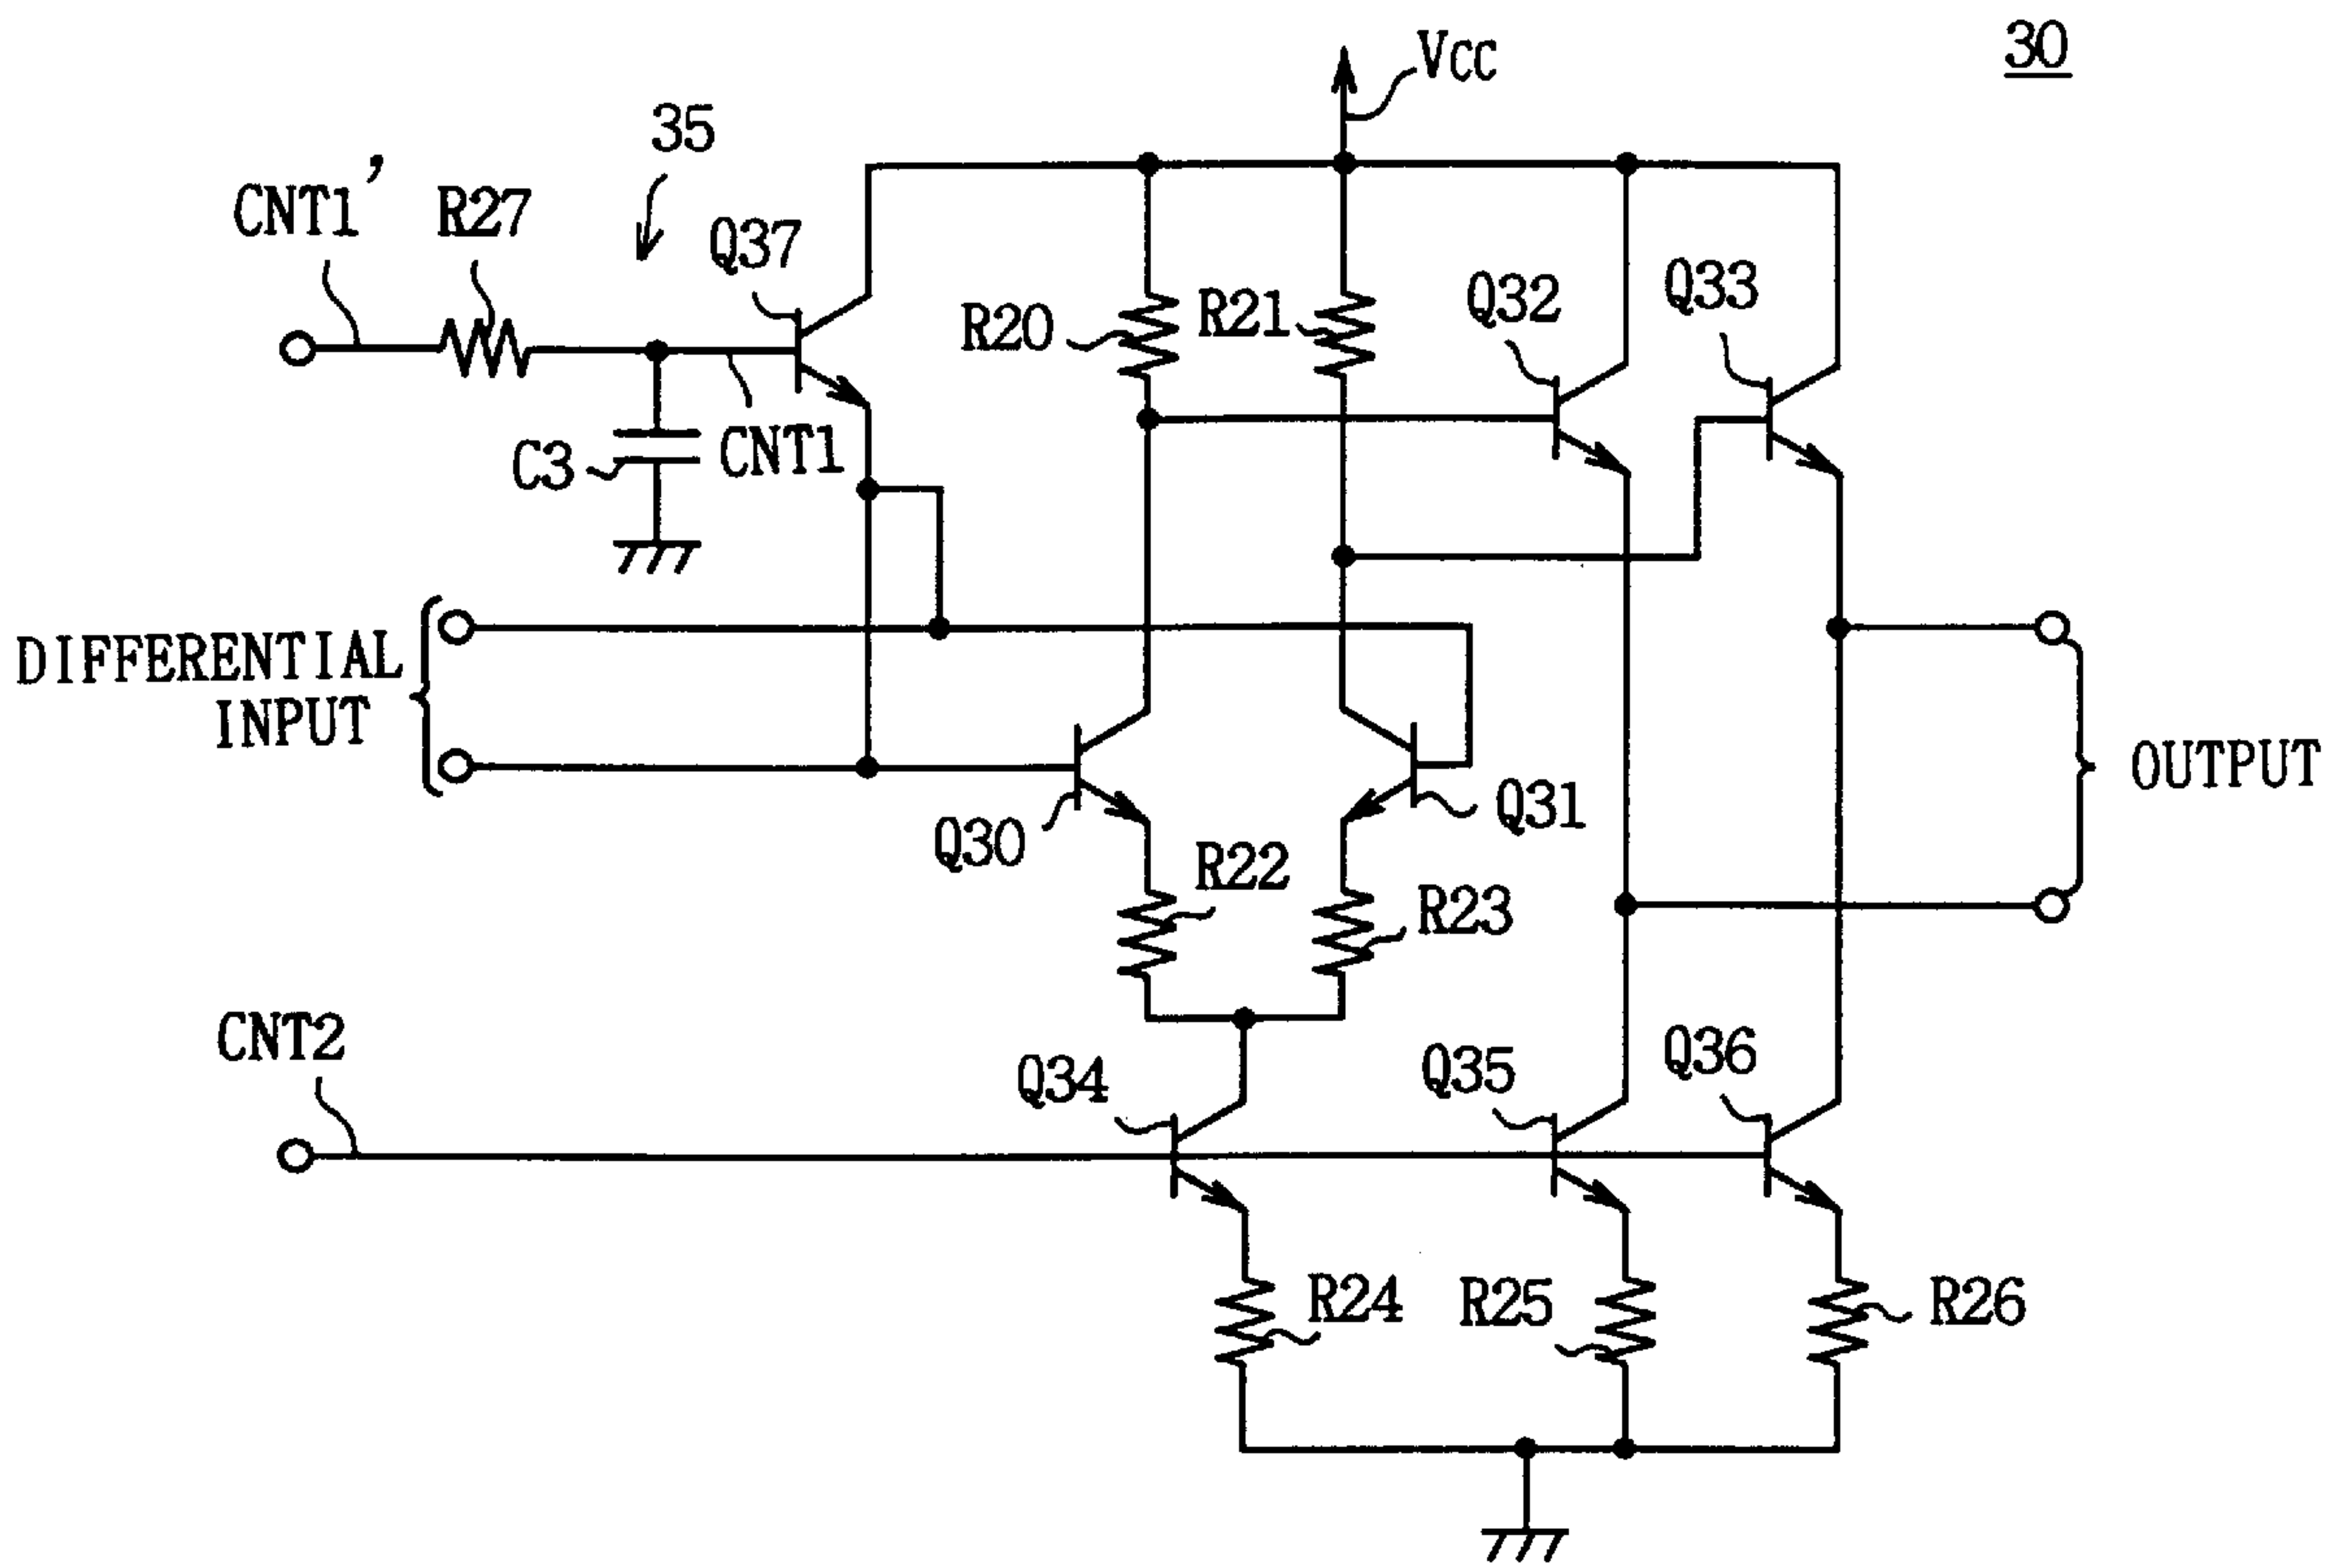 30
VCC
35
CNT1'
R27
Q37
R20
R21
Q32
Q33
C3
CNT1
DIFFERENTIAL
INPUT
Q30
Q31
OUTPUT
R22
R23
CNT2
Q34
Q35
Q36
R24
R25
R26